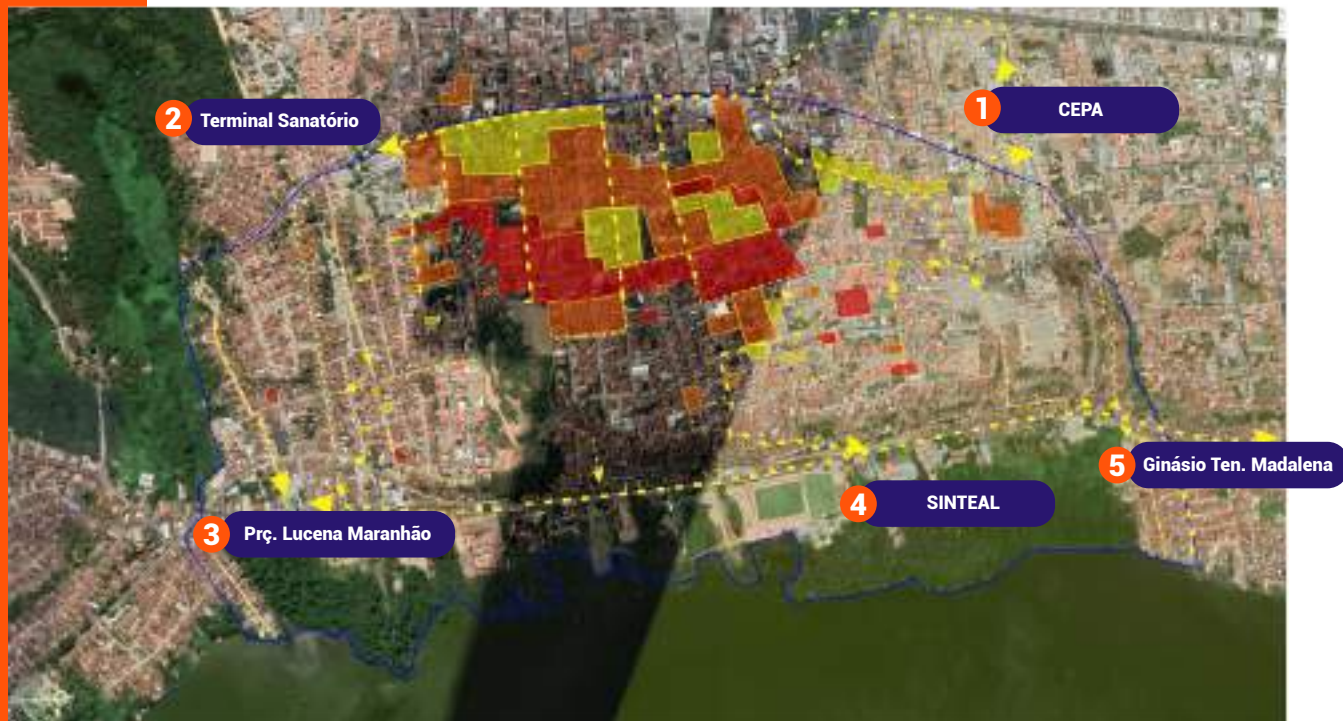 1 CEPA
2 Terminal Sanatório
3 Prç. Lucena Maranhão
4 SINTEAL
5 Ginásio Ten. Madalena